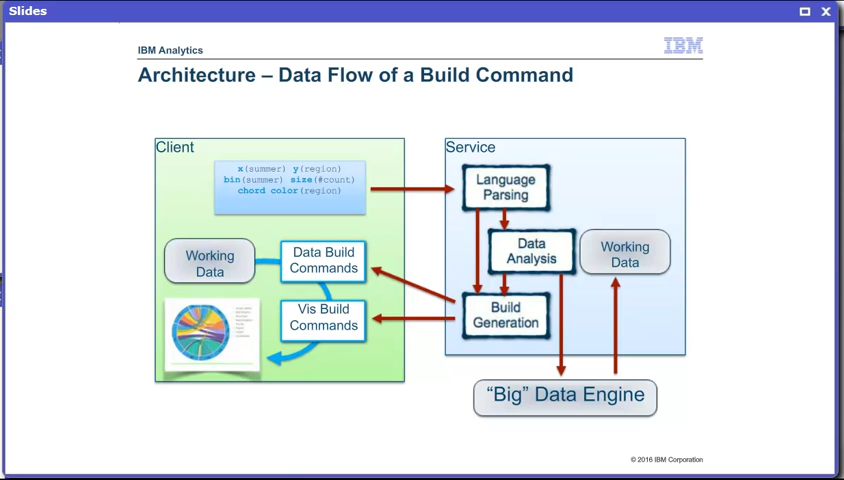 Slides
IBM Analytics
IBM
Architecture – Data Flow of a Build Command
Client
x(summer) y(region)
bin(summer) size(#count)
chord color(region)
Working
Data
Data Build
Commands
Vis Build
Commands
Service
Language
Parsing
Data
Analysis
Working
Data
Build
Generation
“Big” Data Engine
© 2016 IBM Corporation